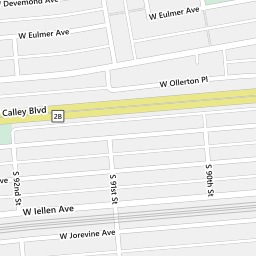 W Devemond Ave
W Eulmer Ave
W Eulmer Ave
W Ollerton Pl
Calley Blvd
28
S 92nd St
S 91st St
S 90th St
ve
W Iellen Ave
W Jorevine Ave